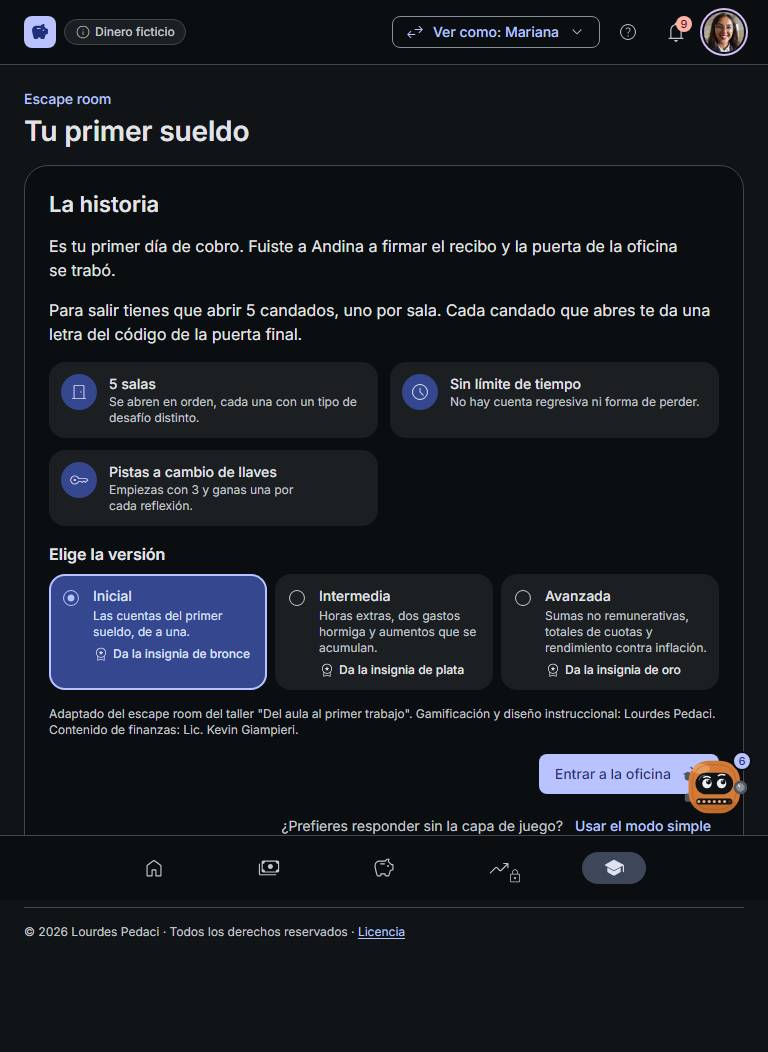 Dinero ficticio
Ver como: Mariana
9
Escape room
Tu primer sueldo
La historia
Es tu primer día de cobro. Fuiste a Andina a firmar el recibo y la puerta de la oficina
se trabó.
Para salir tienes que abrir 5 candados, uno por sala. Cada candado que abres te da una
letra del código de la puerta final.
5 salas
Se abren en orden, cada una con un tipo de
desafío distinto.
Sin límite de tiempo
No hay cuenta regresiva ni forma de perder.
Pistas a cambio de llaves
Empiezas con 3 y ganas una por
cada reflexión.
Elige la versión
Inicial
Las cuentas del primer
sueldo, de a una.
Da la insignia de bronce
Intermedia
Horas extras, dos gastos
hormiga y aumentos que se
acumulan.
Da la insignia de plata
Avanzada
Sumas no remunerativas,
totales de cuotas y
rendimiento contra inflación.
Da la insignia de oro
Adaptado del escape room del taller "Del aula al primer trabajo". Gamificación y diseño instruccional: Lourdes Pedaci.
Contenido de finanzas: Lic. Kevin Giampieri.
Entrar a la oficina
6
¿Prefieres responder sin la capa de juego? Usar el modo simple
© 2026 Lourdes Pedaci · Todos los derechos reservados · Licencia